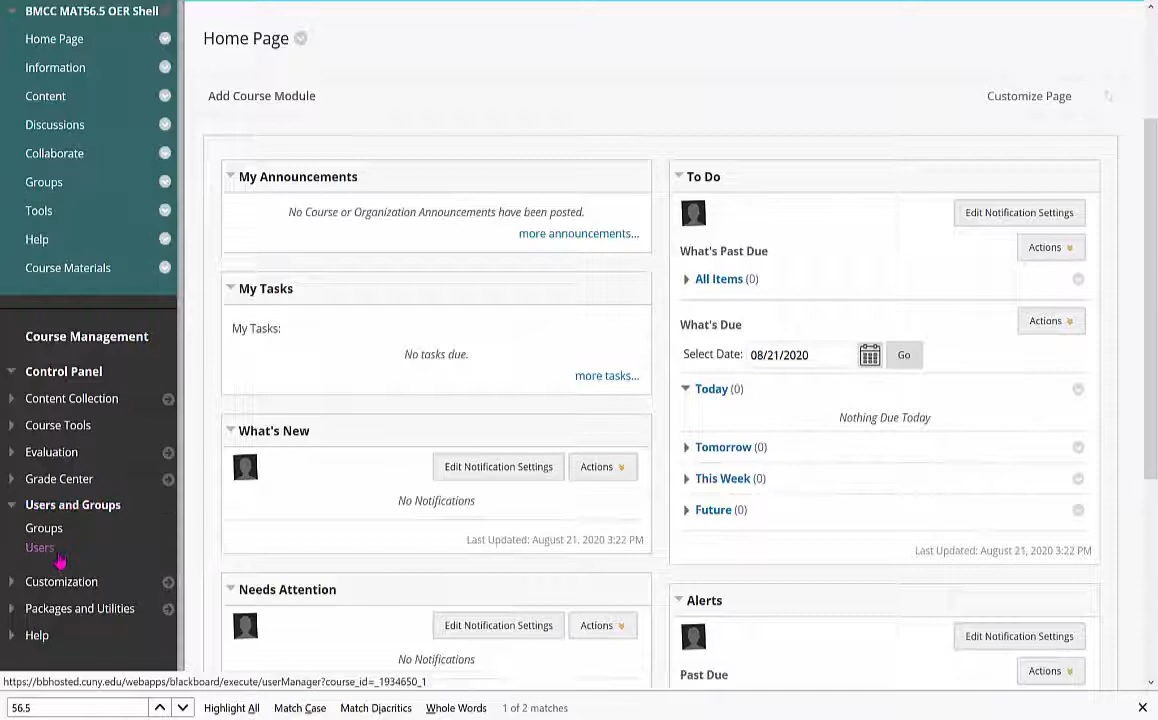 BMCC MAT56.5 OER Shell
Home Page
Information
Content
Discussions
Collaborate
Groups
Tools
Help
Course Materials
Course Management
Control Panel
Content Collection
Course Tools
Evaluation
Grade Center
Users and Groups
Groups
Users
Customization
Packages and Utilities
Help
Home Page
Add Course Module
Customize Page
My Announcements
No Course or Organization Announcements have been posted.
more announcements...
My Tasks
My Tasks:
No tasks due.
more tasks...
What's New
Edit Notification Settings
Actions
No Notifications
Last Updated: August 21, 2020 3:22 PM
Needs Attention
Edit Notification Settings
Actions
No Notifications
To Do
Edit Notification Settings
What's Past Due
Actions
All Items (0)
What's Due
Actions
Select Date: 08/21/2020 Go
Today (0)
Nothing Due Today
Tomorrow (0)
This Week (0)
Future (0)
Last Updated: August 21, 2020 3:22 PM
Alerts
Edit Notification Settings
Past Due
Actions
https://bbhosted.cuny.edu/webapps/blackboard/execute/userManager?course_id=_1934650_1
56.5 Highlight All Match Case Match Diacritics Whole Words 1 of 2 matches